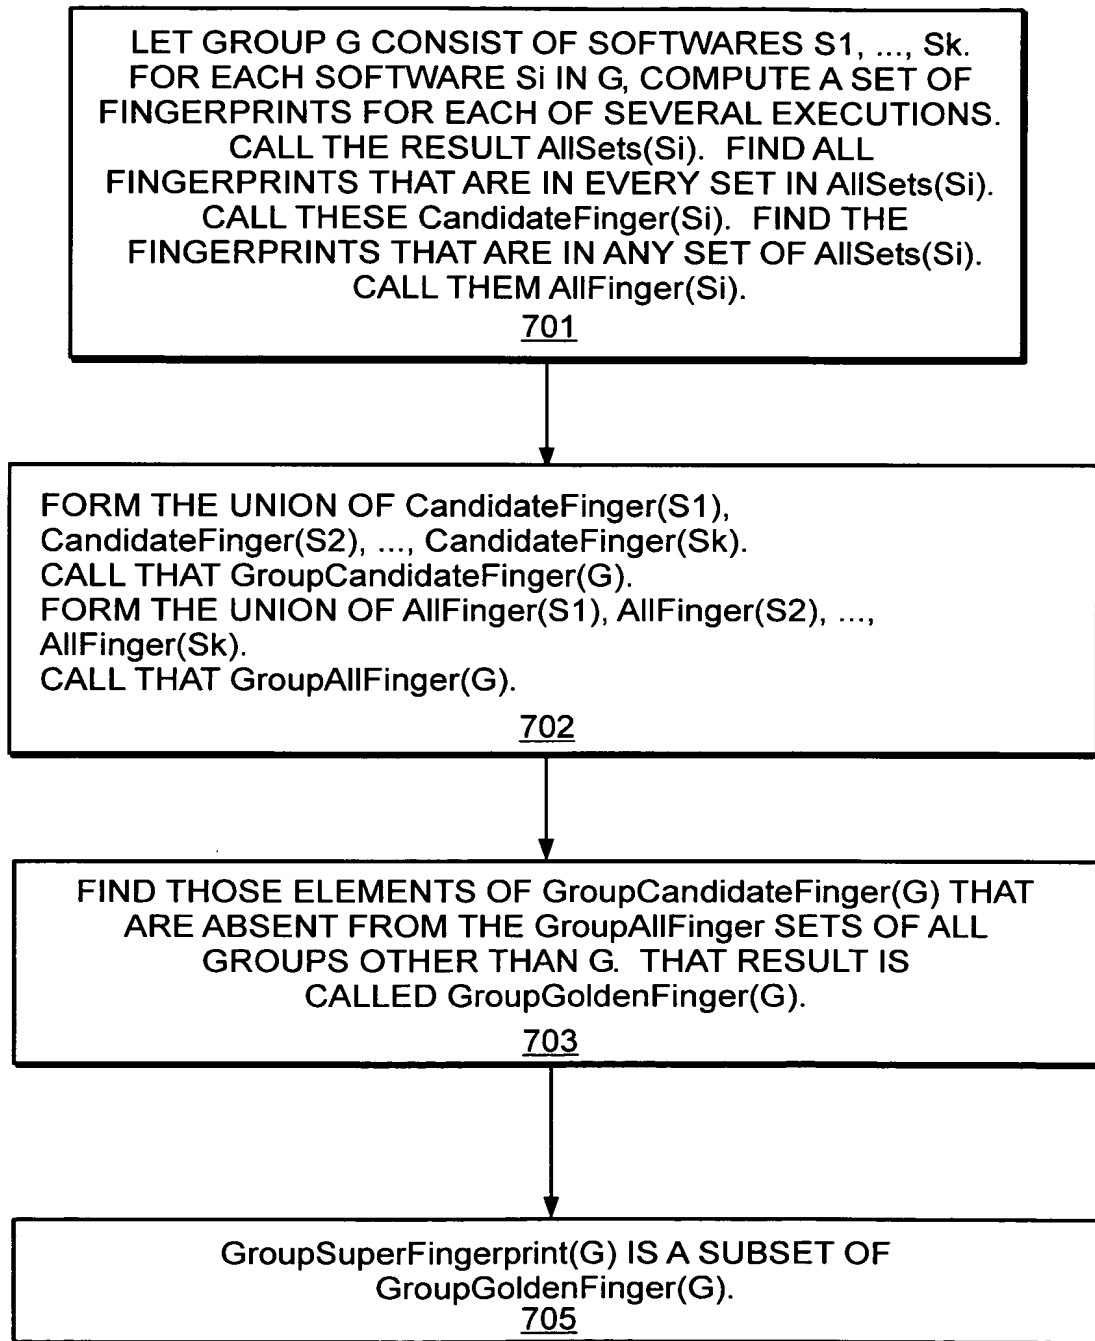 LET GROUP G CONSIST OF SOFTWARES S1, ..., Sk.
FOR EACH SOFTWARE Si IN G, COMPUTE A SET OF
FINGERPRINTS FOR EACH OF SEVERAL EXECUTIONS.
CALL THE RESULT AllSets(Si). FIND ALL
FINGERPRINTS THAT ARE IN EVERY SET IN AllSets(Si).
CALL THESE CandidateFinger(Si). FIND THE
FINGERPRINTS THAT ARE IN ANY SET OF AllSets(Si).
CALL THEM AllFinger(Si).
701
FORM THE UNION OF CandidateFinger(S1),
CandidateFinger(S2), ..., CandidateFinger(Sk).
CALL THAT GroupCandidateFinger(G).
FORM THE UNION OF AllFinger(S1), AllFinger(S2), ...,
AllFinger(Sk).
CALL THAT GroupAllFinger(G).
702
FIND THOSE ELEMENTS OF GroupCandidateFinger(G) THAT
ARE ABSENT FROM THE GroupAllFinger SETS OF ALL
GROUPS OTHER THAN G. THAT RESULT IS
CALLED GroupGoldenFinger(G).
703
GroupSuperFingerprint(G) IS A SUBSET OF
GroupGoldenFinger(G).
705